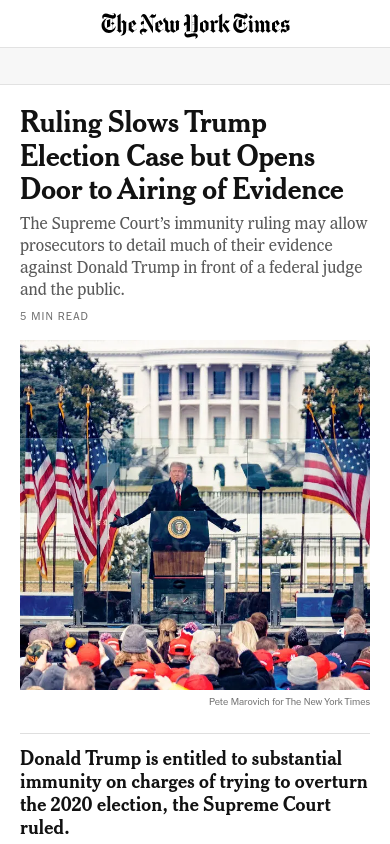 The New York Times
Ruling Slows Trump
Election Case but Opens
Door to Airing of Evidence
The Supreme Court’s immunity ruling may allow
prosecutors to detail much of their evidence
against Donald Trump in front of a federal judge
and the public.
5 MIN READ
Pete Marovich for The New York Times
Donald Trump is entitled to substantial
immunity on charges of trying to overturn
the 2020 election, the Supreme Court
ruled.